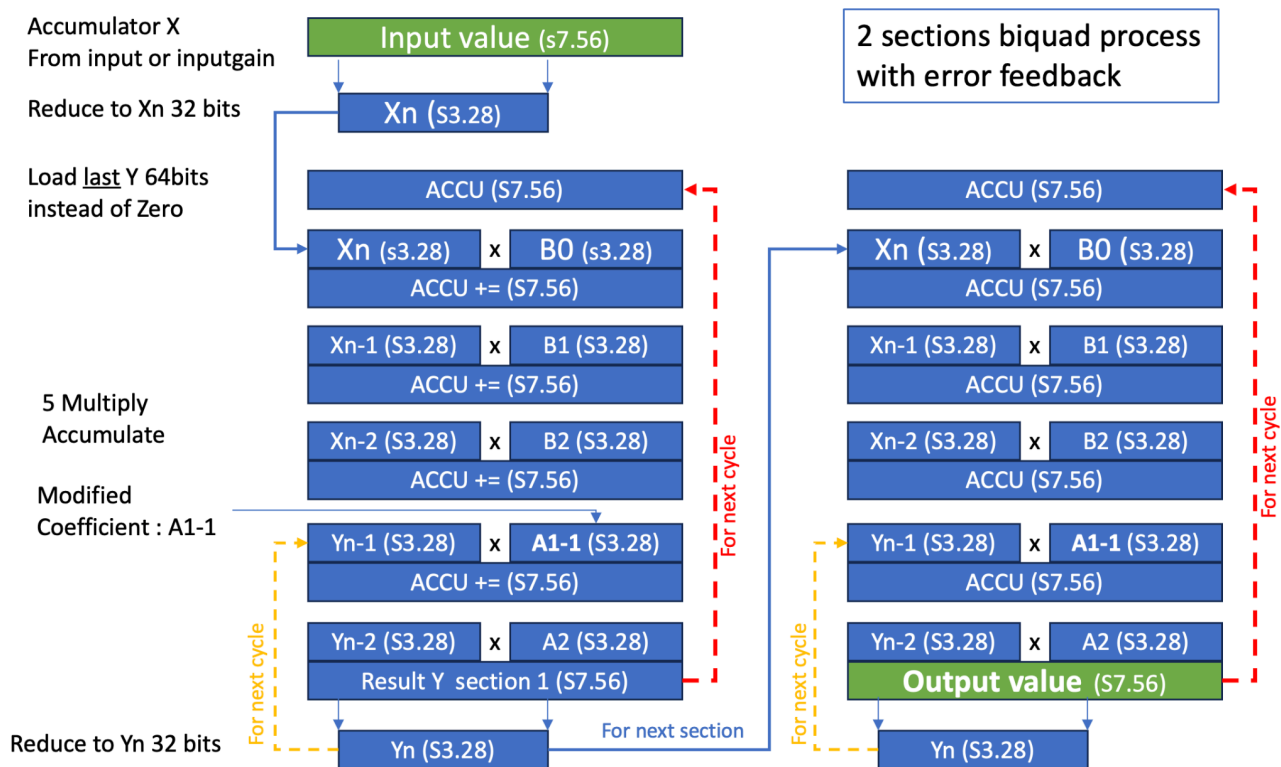 Accumulator X
From input or inputgain
Input value (s7.56)
2 sections biquad process
with error feedback
Reduce to Xn 32 bits
Xn (S3.28)
Load last Y 64bits
instead of Zero
ACCU (S7.56)
ACCU (S7.56)
Xn (s3.28) x B0 (s3.28)
ACCU += (S7.56)
Xn (S3.28) x B0 (S3.28)
ACCU (S7.56)
Xn-1 (S3.28) x B1 (S3.28)
ACCU += (S7.56)
Xn-1 (S3.28) x B1 (S3.28)
ACCU (S7.56)
5 Multiply
Accumulate
Xn-2 (S3.28) x B2 (S3.28)
ACCU += (S7.56)
Xn-2 (S3.28) x B2 (S3.28)
ACCU (S7.56)
For next cycle
For next cycle
Modified
Coefficient : A1-1
Yn-1 (S3.28) x A1-1 (S3.28)
ACCU += (S7.56)
Yn-1 (S3.28) x A1-1 (S3.28)
ACCU (S7.56)
For next cycle
Yn-2 (S3.28) x A2 (S3.28)
Result Y section 1 (S7.56)
For next cycle
Yn-2 (S3.28) x A2 (S3.28)
Output value (S7.56)
Reduce to Yn 32 bits
Yn (S3.28)
For next section
Yn (S3.28)